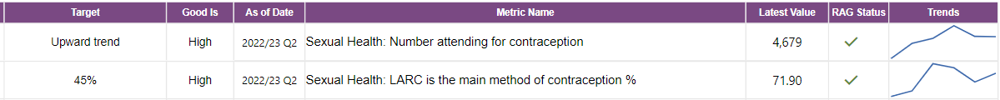 Target Good Is As of Date Metric Name Latest Value RAG Status Trends
Upward trend High 2022/23 Q2 Sexual Health: Number attending for contraception 4,679
45% High 2022/23 Q2 Sexual Health: LARC is the main method of contraception % 71.90